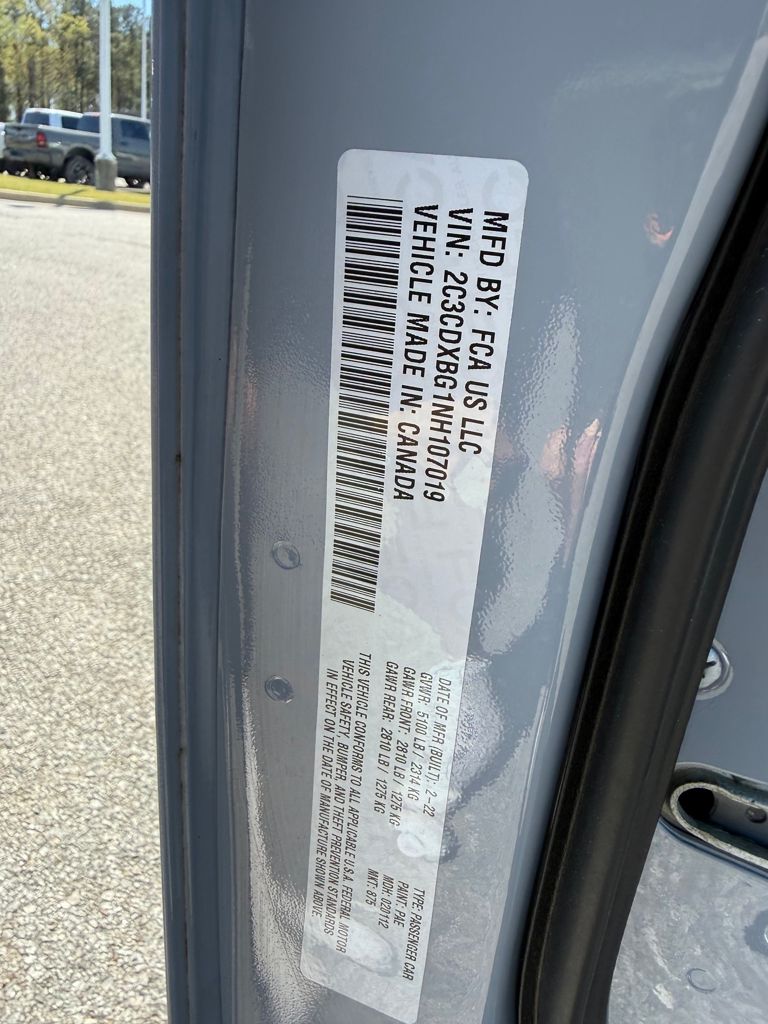 MFD BY: FCA US LLC
VIN: 2C3CDXBG1NH107019
VEHICLE MADE IN: CANADA
DATE OF MFR (BUILT): 2-22
GVWR: 5100 LB / 2314 KG
GAWR FRONT: 2810 LB / 1275 KG
GAWR REAR: 2810 LB / 1275 KG
THIS VEHICLE CONFORMS TO ALL APPLICABLE U.S.A. FEDERAL MOTOR
VEHICLE SAFETY, BUMPER, AND THEFT PREVENTION STANDARDS
IN EFFECT ON THE DATE OF MANUFACTURE SHOWN ABOVE.
TYPE: PASSENGER CAR
PAINT: PAE
MDH: 020112
MKT: 875